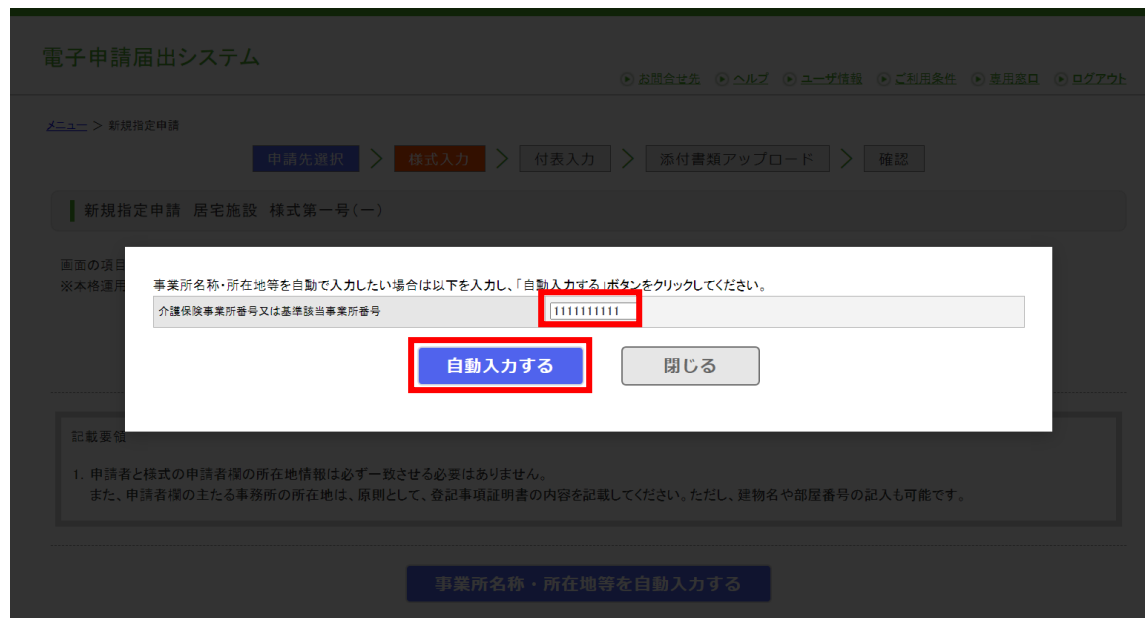 電子申請届出システム
お問合せ先 ヘルプ ユーザ情報 ご利用条件 専用窓口 ログアウト
メニュー > 新規指定申請
申請先選択 > 様式入力 > 付表入力 > 添付書類アップロード > 確認
新規指定申請 居宅施設 様式第一号(一)
画面の項目
※本格運用
事業所名称・所在地等を自動で入力したい場合は以下を入力し、「自動入力する」ボタンをクリックしてください。
介護保険事業所番号又は基準該当事業所番号 1111111111
自動入力する 閉じる
記載要領
1. 申請者と様式の申請者欄の所在地情報は必ず一致させる必要はありません。
また、申請者欄の主たる事務所の所在地は、原則として、登記事項証明書の内容を記載してください。ただし、建物名や部屋番号の記入も可能です。
事業所名称・所在地等を自動入力する